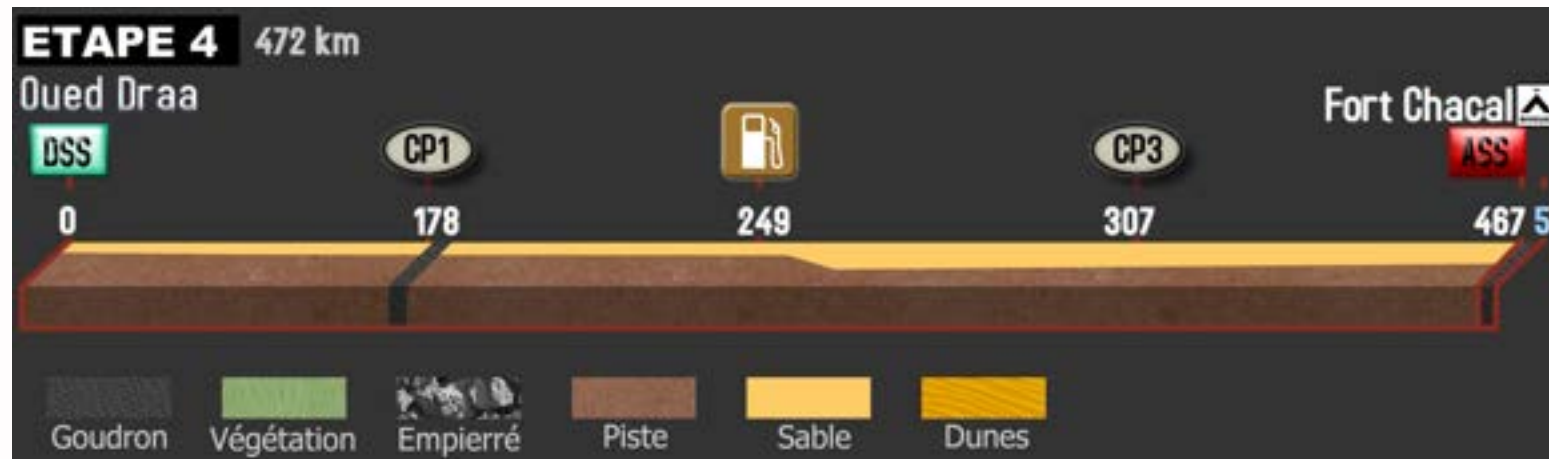 ETAPE 4 472 km
Oued Draa
Fort Chacal
DSS CP1 CP3 ASS
0 178 249 307 467 5
Goudron Végétation Empierré Piste Sable Dunes